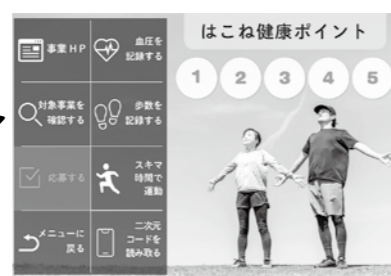 はこね健康ポイント
1 2 3 4 5
事業HP
血圧を
記録する
対象事業を
確認する
歩数を
記録する
応募する
スキマ
時間で
運動
メニューに
戻る
二次元
コードを
読み取る